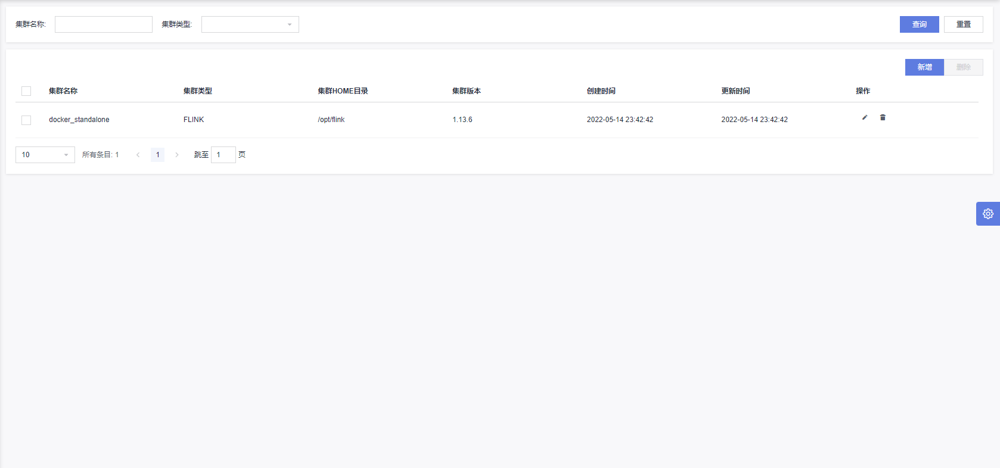 集群名称: 集群类型: 查询 重置
新增 删除
集群名称 集群类型 集群HOME目录 集群版本 创建时间 更新时间 操作
docker_standalone FLINK /opt/flink 1.13.6 2022-05-14 23:42:42 2022-05-14 23:42:42
10 所有条目: 1 1 跳至 1 页